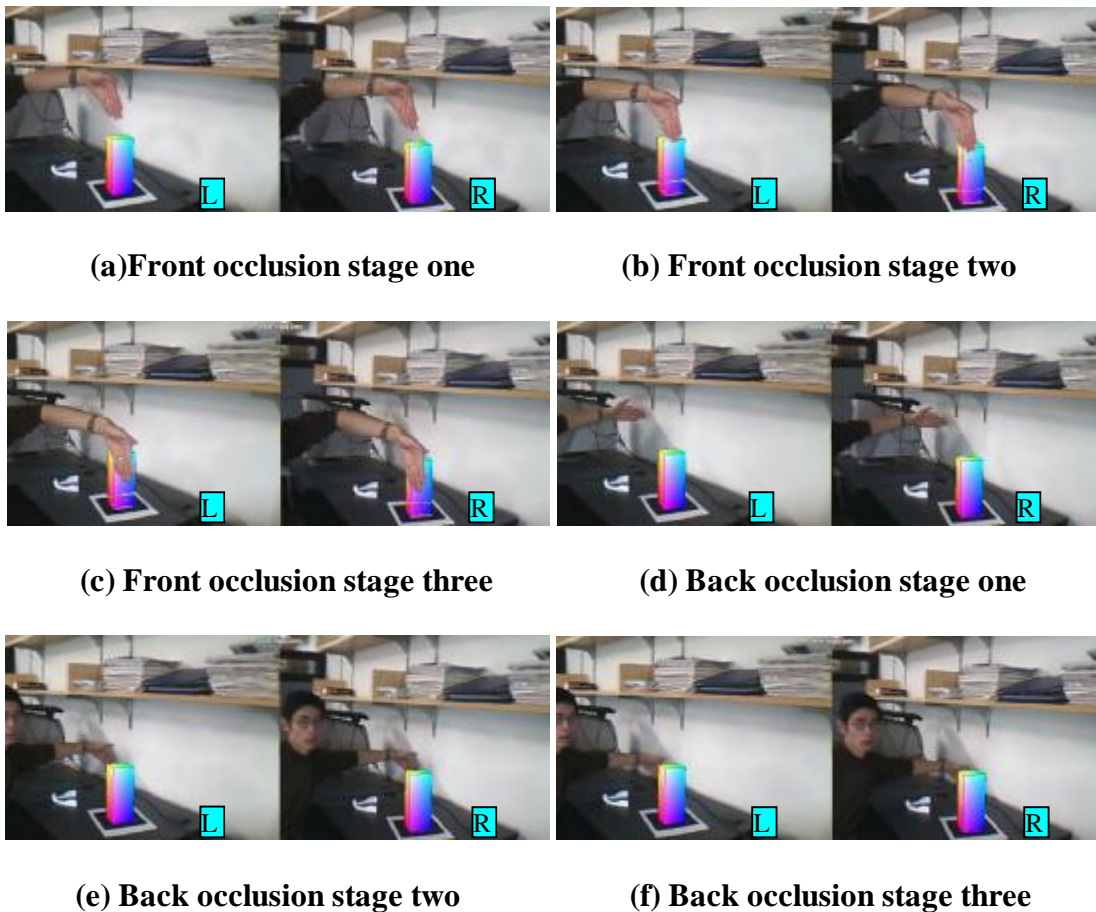 L R L R
(a)Front occlusion stage one (b) Front occlusion stage two
L R L R
(c) Front occlusion stage three (d) Back occlusion stage one
L R L R
(e) Back occlusion stage two (f) Back occlusion stage three